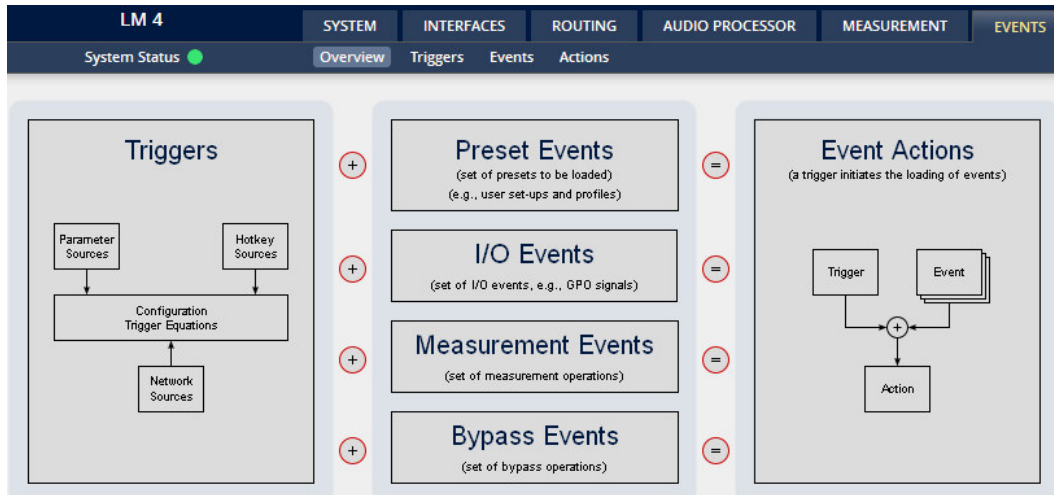 LM 4
SYSTEM
INTERFACES
ROUTING
AUDIO PROCESSOR
MEASUREMENT
EVENTS
System Status
Overview
Triggers
Events
Actions
Triggers
Parameter
Sources
Hotkey
Sources
Configuration
Trigger Equations
Network
Sources
+
+
+
+
Preset Events
(set of presets to be loaded)
(e.g., user set-ups and profiles)
I/O Events
(set of I/O events, e.g., GPO signals)
Measurement Events
(set of measurement operations)
Bypass Events
(set of bypass operations)
=
=
=
=
Event Actions
(a trigger initiates the loading of events)
Trigger
Event
+
Action